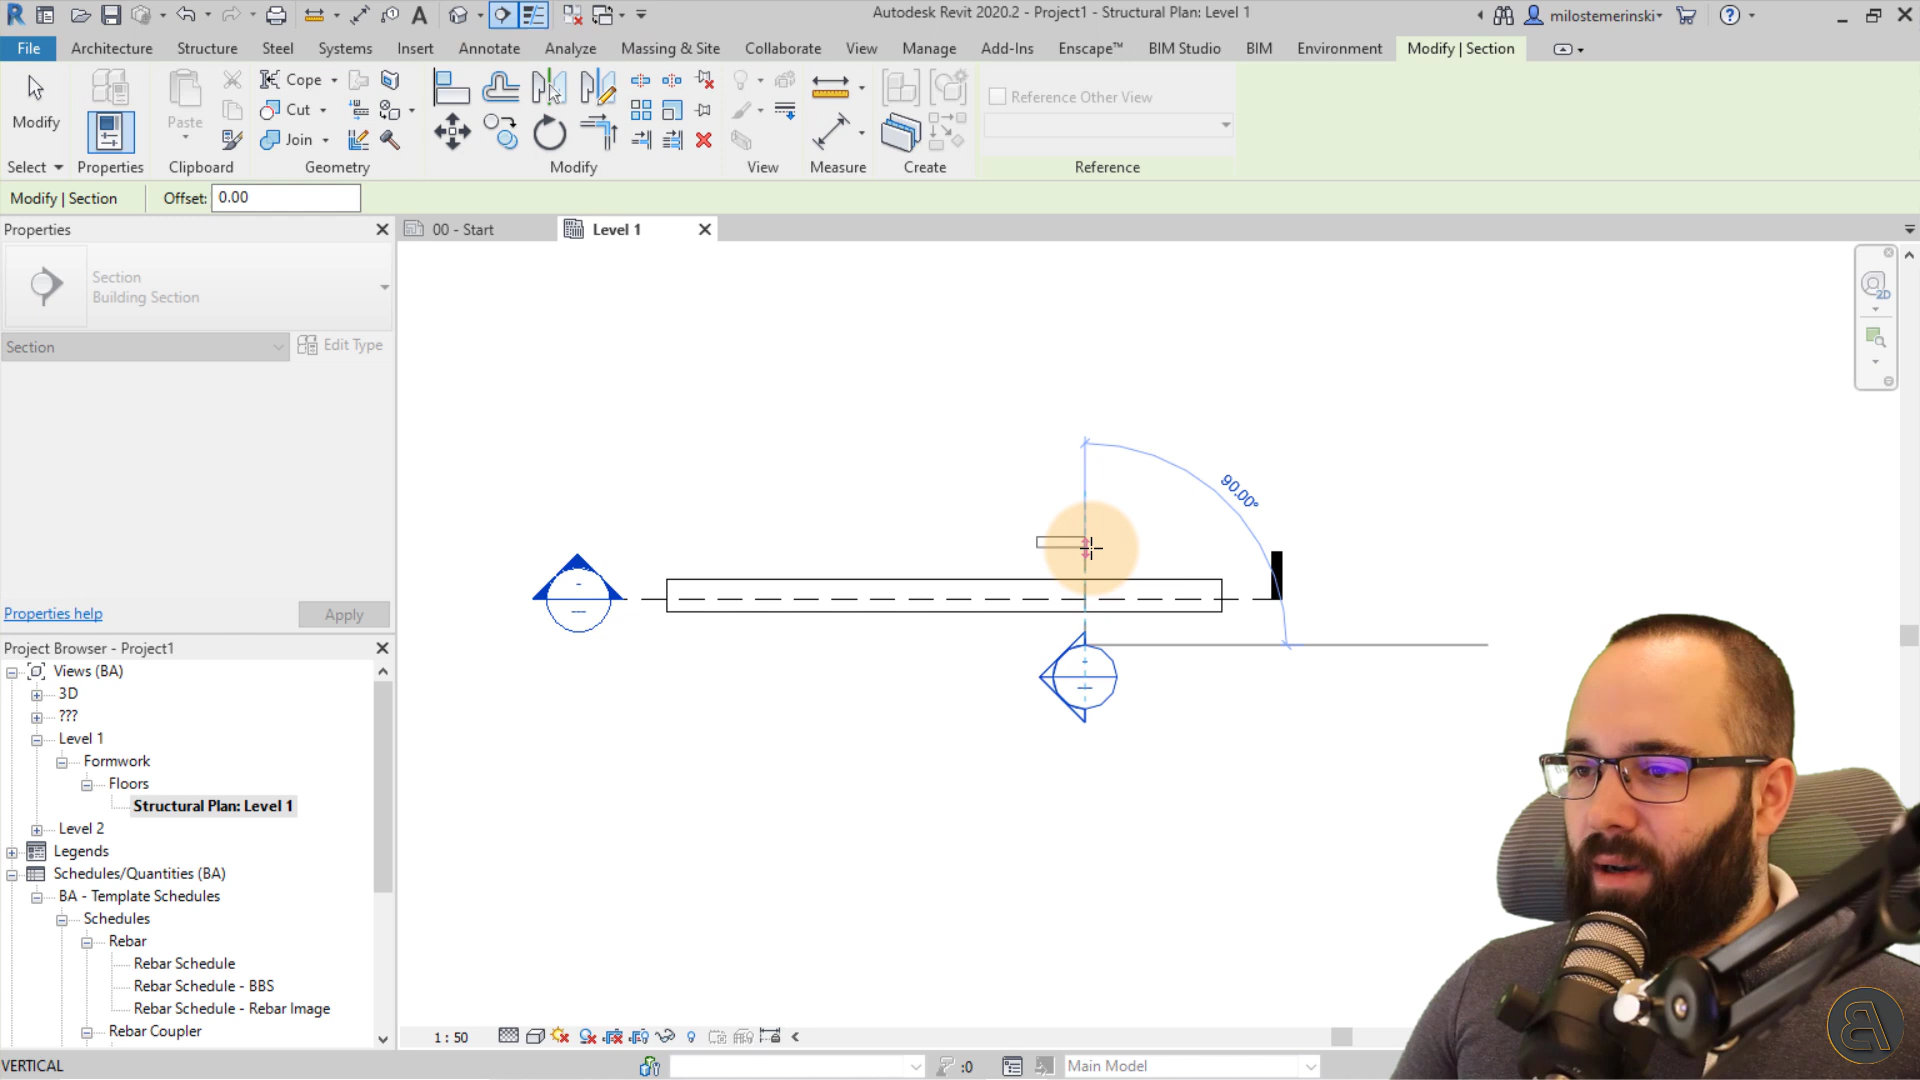 Autodesk Revit 2020.2 - Project1 - Structural Plan: Level 1
milostemerinski
File Architecture Structure Steel Systems Insert Annotate Analyze Massing & Site Collaborate View Manage Add-Ins Enscape™ BIM Studio BIM Environment Modify | Section
Modify
Paste
Cope
Cut
Join
Reference Other View
Select Properties Clipboard Geometry Modify View Measure Create Reference
Modify | Section Offset: 0.00
Properties
00 - Start
Level 1
Section
Building Section
Section
Edit Type
2D
90.00°
Properties help
Apply
Project Browser - Project1
Views (BA)
3D
???
Level 1
Formwork
Floors
Structural Plan: Level 1
Level 2
Legends
Schedules/Quantities (BA)
BA - Template Schedules
Schedules
Rebar
Rebar Schedule
Rebar Schedule - BBS
Rebar Schedule - Rebar Image
Rebar Coupler
1 : 50
VERTICAL
:0
Main Model